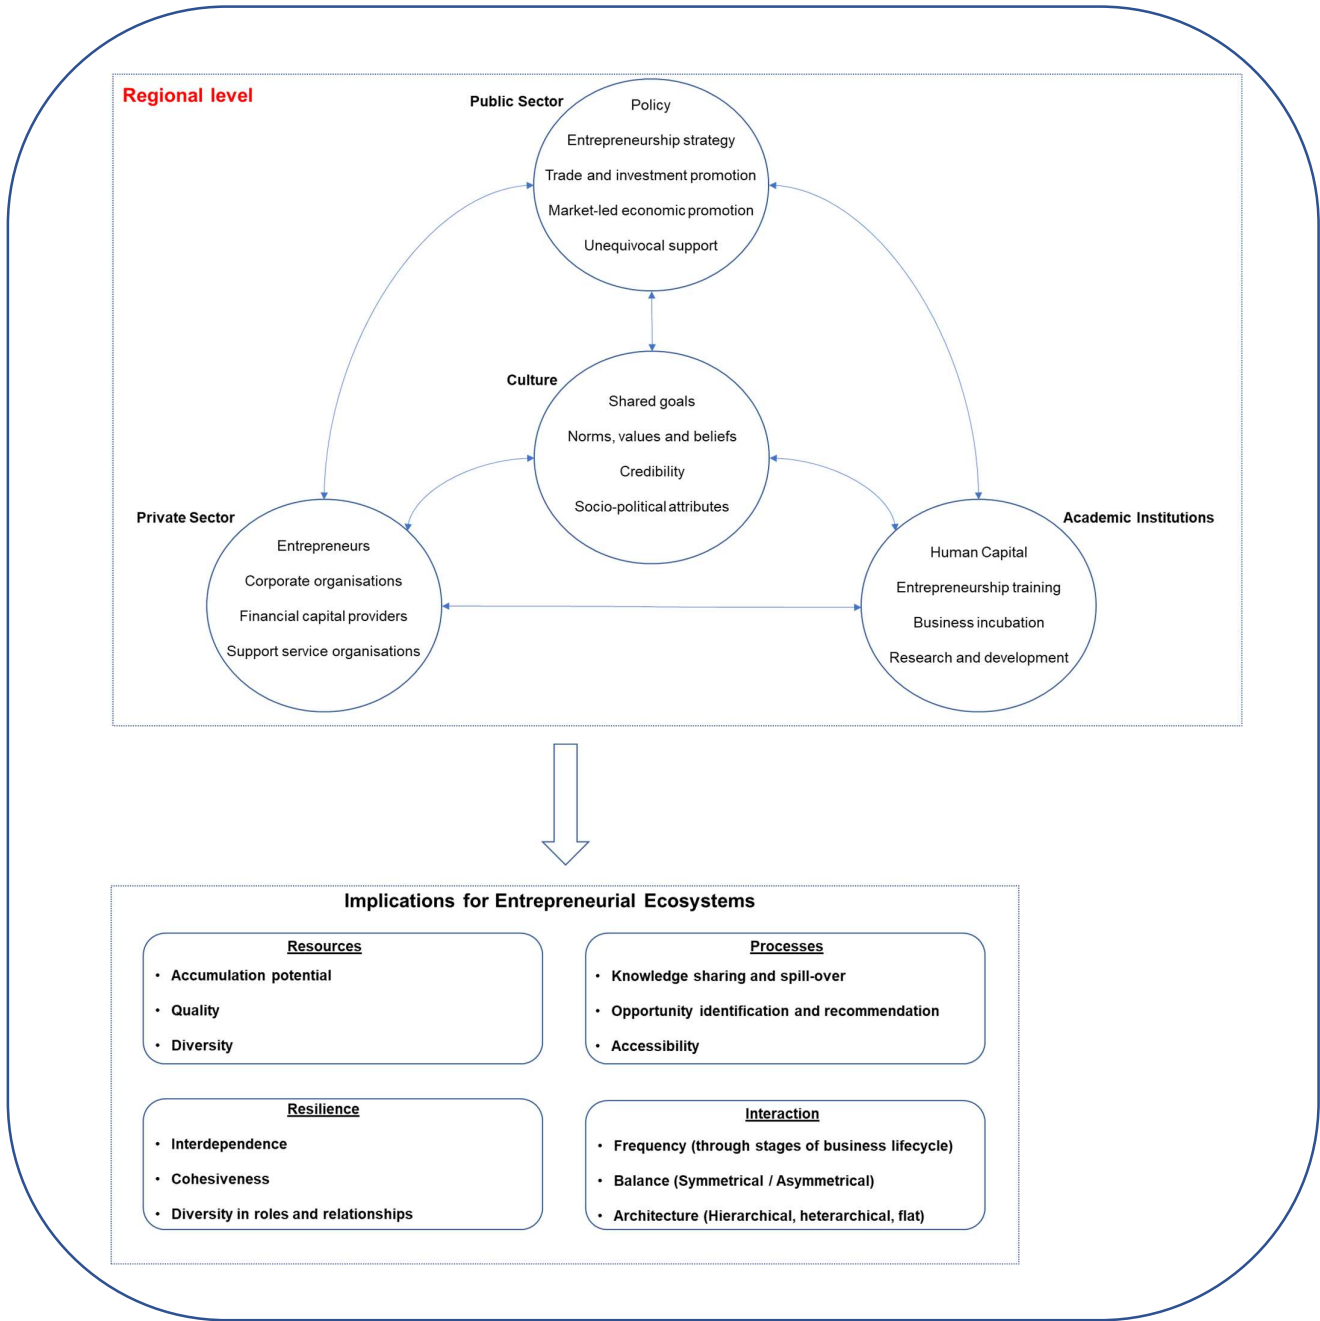 Regional level
Public Sector
Policy
Entrepreneurship strategy
Trade and investment promotion
Market-led economic promotion
Unequivocal support
Culture
Shared goals
Norms, values and beliefs
Credibility
Socio-political attributes
Private Sector
Entrepreneurs
Corporate organisations
Financial capital providers
Support service organisations
Academic Institutions
Human Capital
Entrepreneurship training
Business incubation
Research and development
Implications for Entrepreneurial Ecosystems
Resources
• Accumulation potential
• Quality
• Diversity
Processes
• Knowledge sharing and spill-over
• Opportunity identification and recommendation
• Accessibility
Resilience
• Interdependence
• Cohesiveness
• Diversity in roles and relationships
Interaction
• Frequency (through stages of business lifecycle)
• Balance (Symmetrical / Asymmetrical)
• Architecture (Hierarchical, heterarchical, flat)